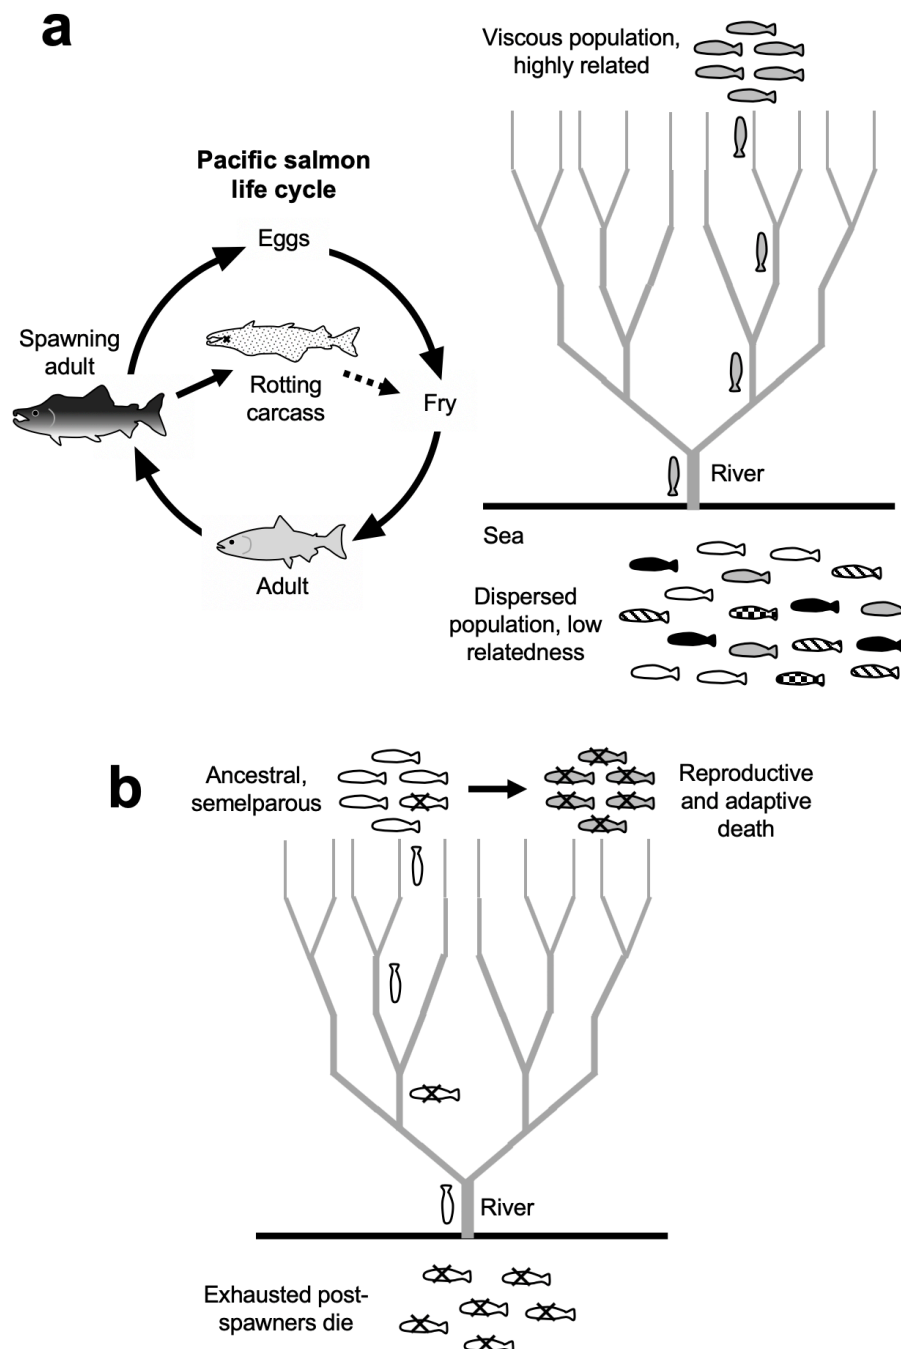 a
Pacific salmon
life cycle
Eggs
Spawning
adult
Rotting
carcass
Fry
Adult
Viscous population,
highly related
River
Sea
Dispersed
population, low
relatedness
b
Ancestral,
semelparous
Reproductive
and adaptive
death
River
Exhausted post-
spawners die